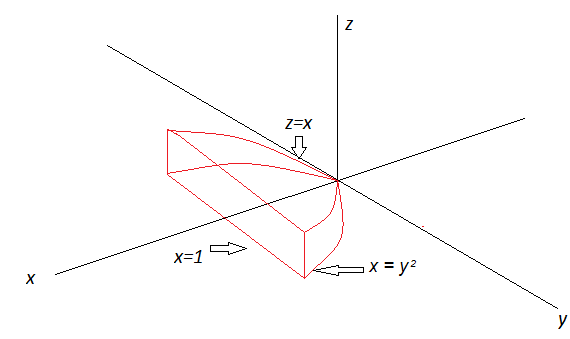 z
z=x
x=1
x = y²
x
y